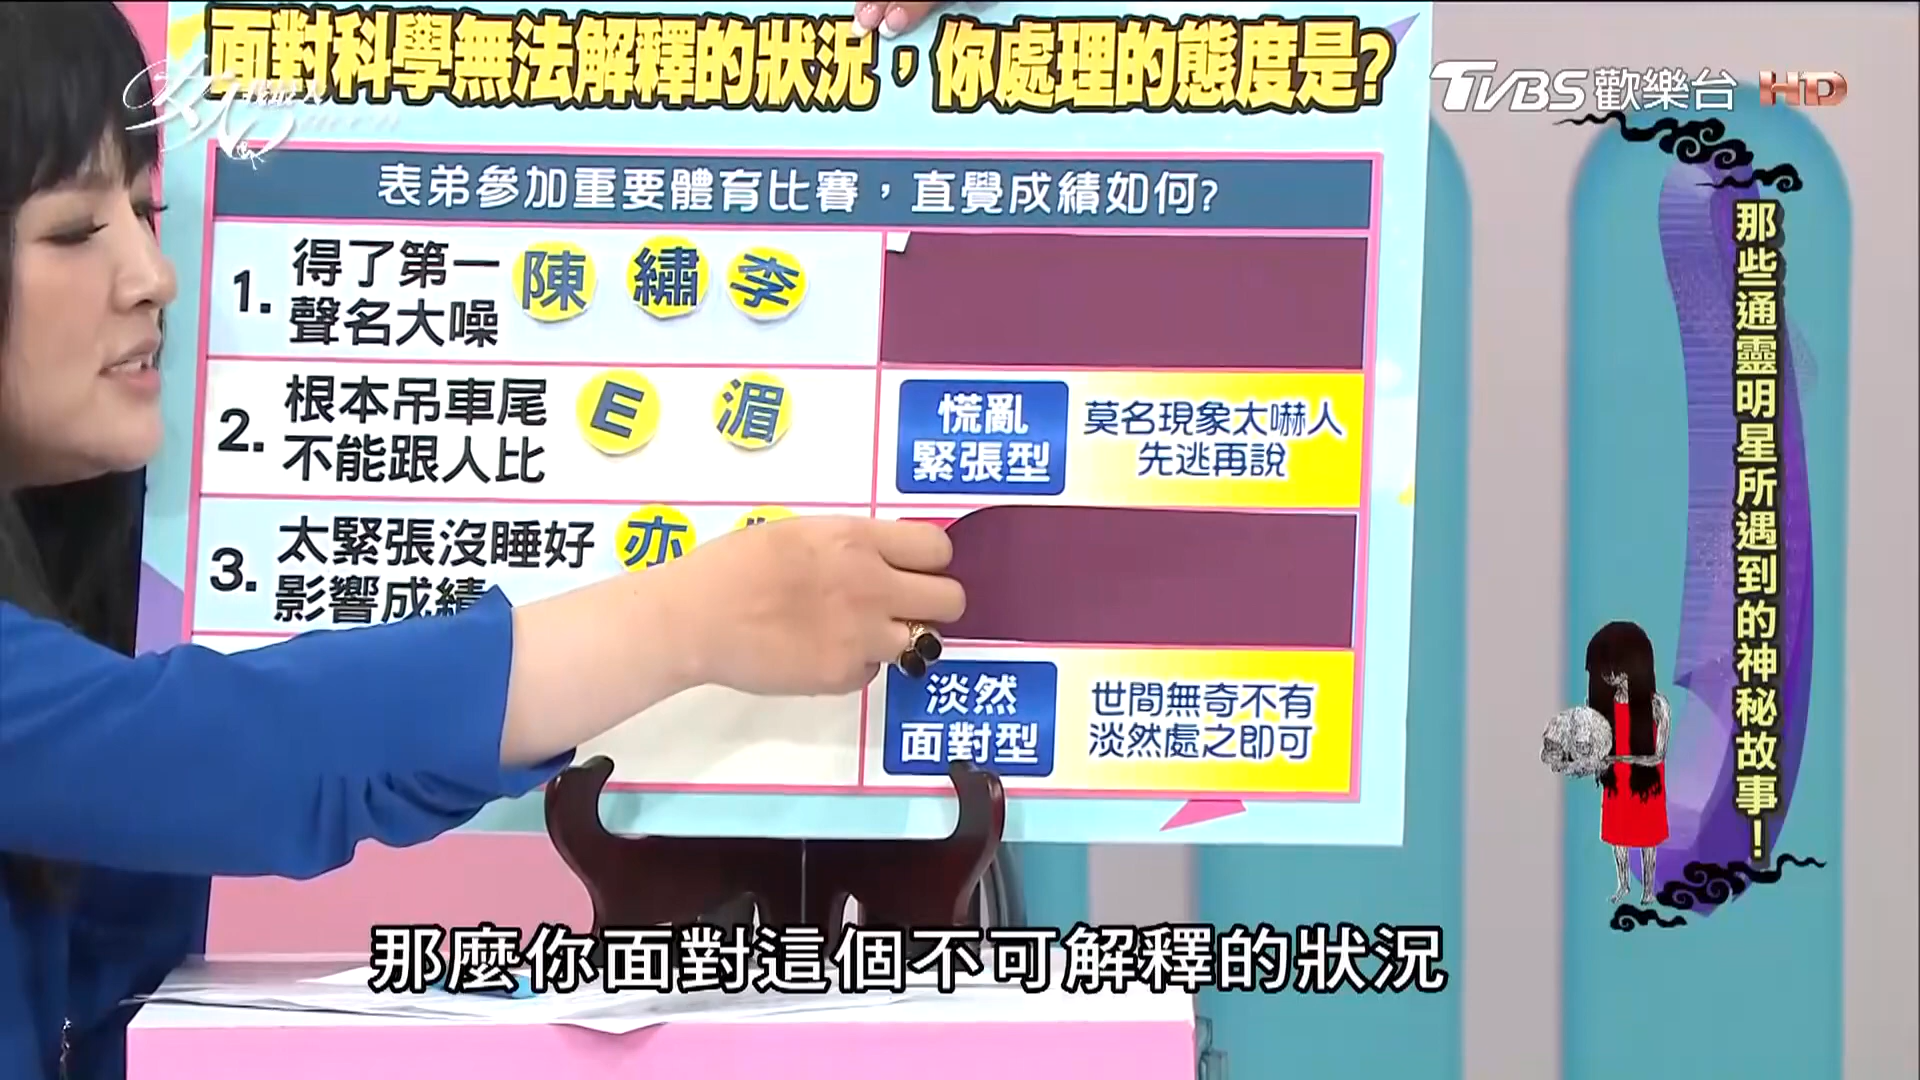 面對科學無法解釋的狀況，你處理的態度是?
TVBS歡樂台 HD
表弟參加重要體育比賽，直覺成績如何?
1. 得了第一
聲名大噪
陳 繡 李
2. 根本吊車尾
不能跟人比
E 湄
慌亂
緊張型
莫名現象太嚇人
先逃再說
3. 太緊張沒睡好
影響成績
亦
淡然
面對型
世間無奇不有
淡然處之即可
那些通靈明星所遇到的神秘故事!
那麼你面對這個不可解釋的狀況